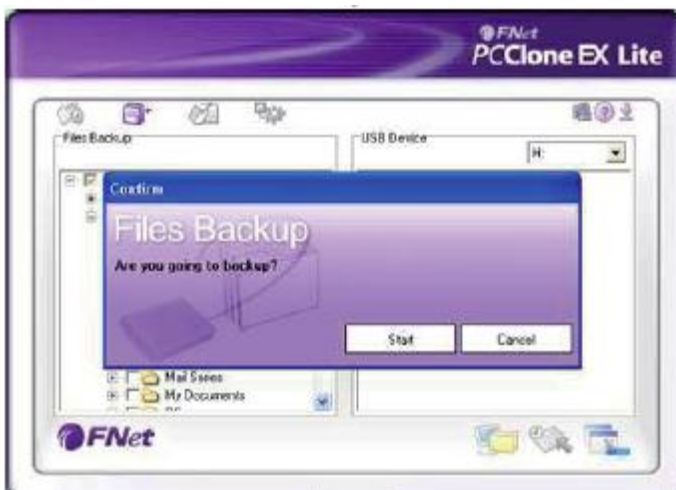 FNet
PCClone EX Lite
Files Backup
USB Device
H:
Confirm
Files Backup
Are you going to backup?
Start
Cancel
Mail
My Documents
FNet